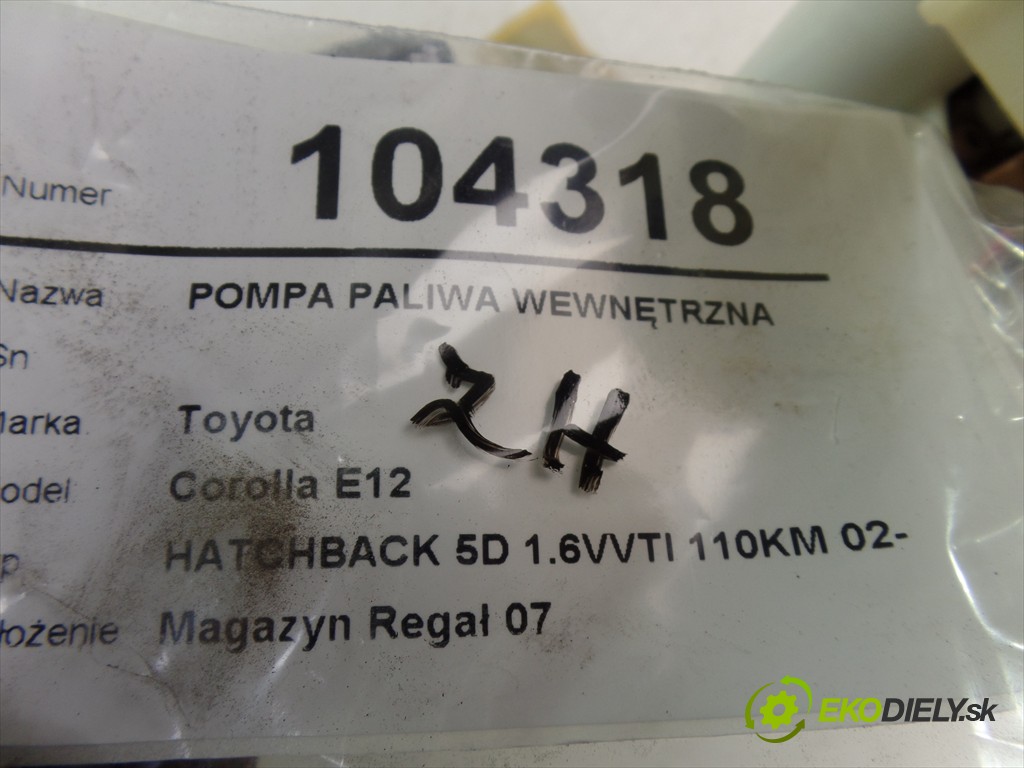 Numer 104318
Nazwa POMPA PALIWA WEWNĘTRZNA
Sn
Marka Toyota
odel Corolla E12
p HATCHBACK 5D 1.6VVTI 110KM 02-
łożenie Magazyn Regał 07
EKODIELY.sk